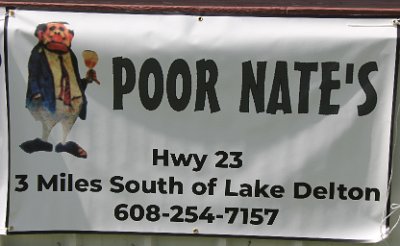 POOR NATE'S
Hwy 23
3 Miles South of Lake Delton
608-254-7157